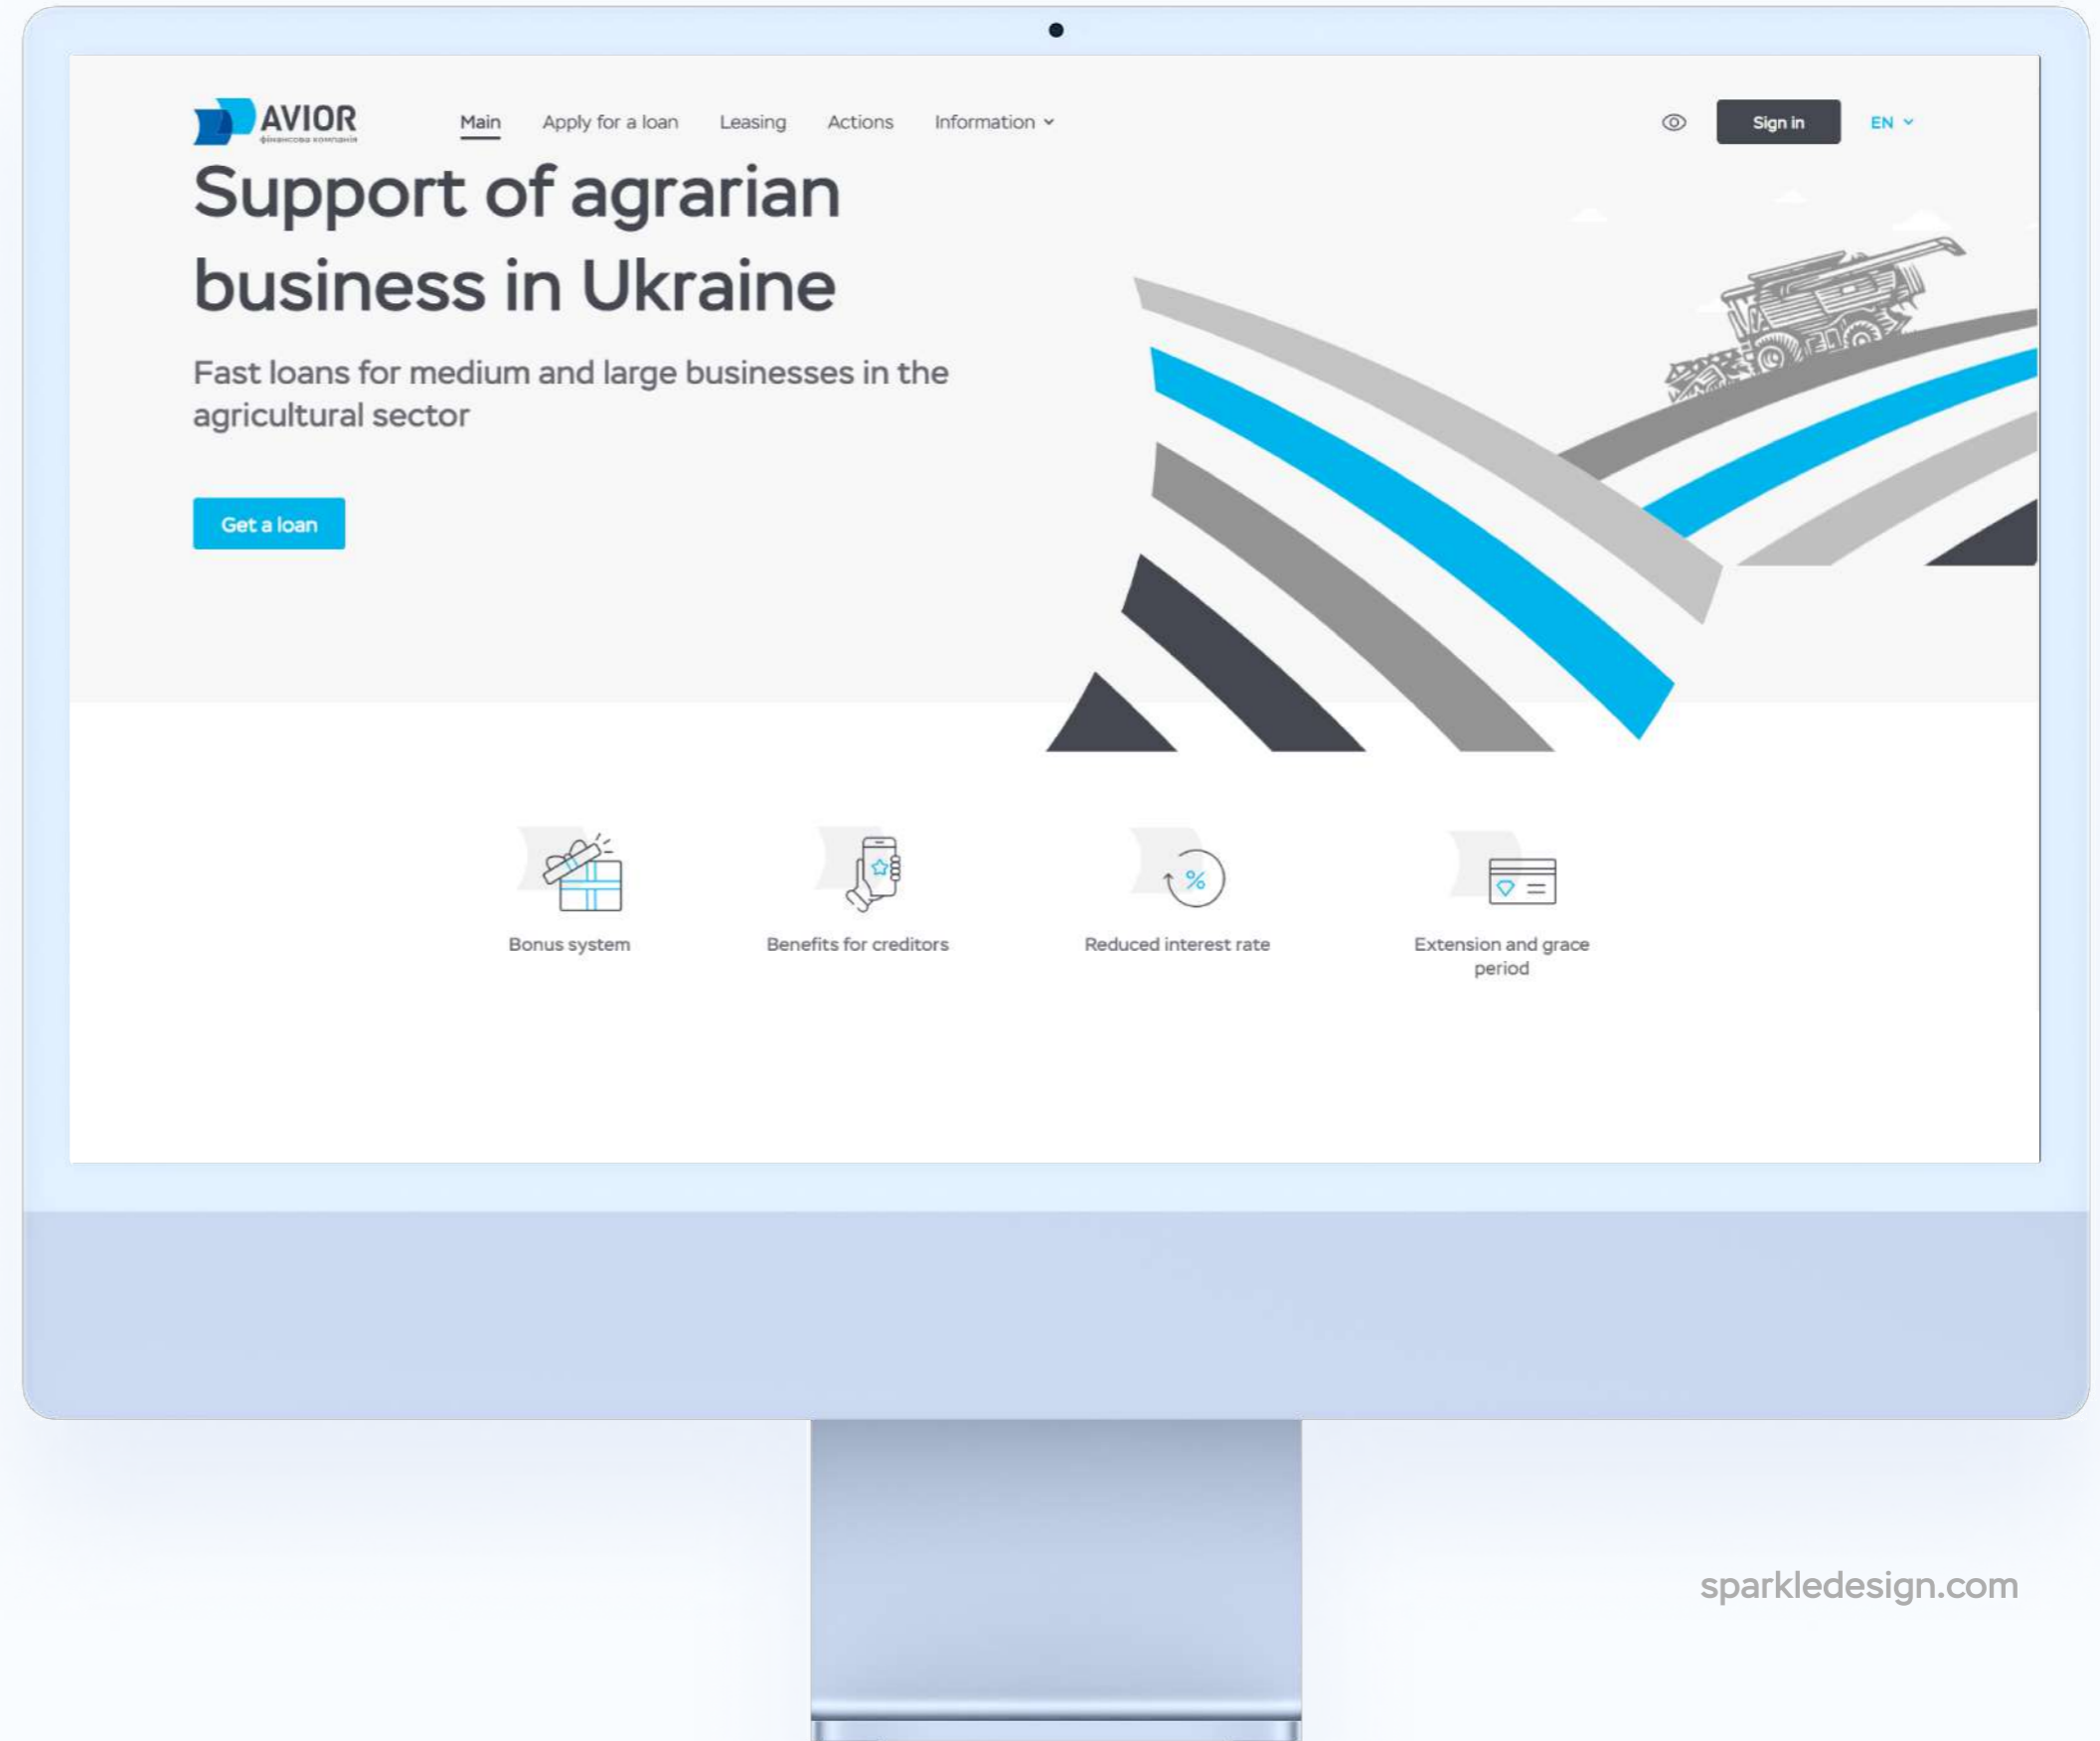 AVIOR
фінансова компанія
Main Apply for a loan Leasing Actions Information
Sign in EN
Support of agrarian
business in Ukraine
Fast loans for medium and large businesses in the
agricultural sector
Get a loan
%
Bonus system
Benefits for creditors
Reduced interest rate
Extension and grace
period
sparkledesign.com